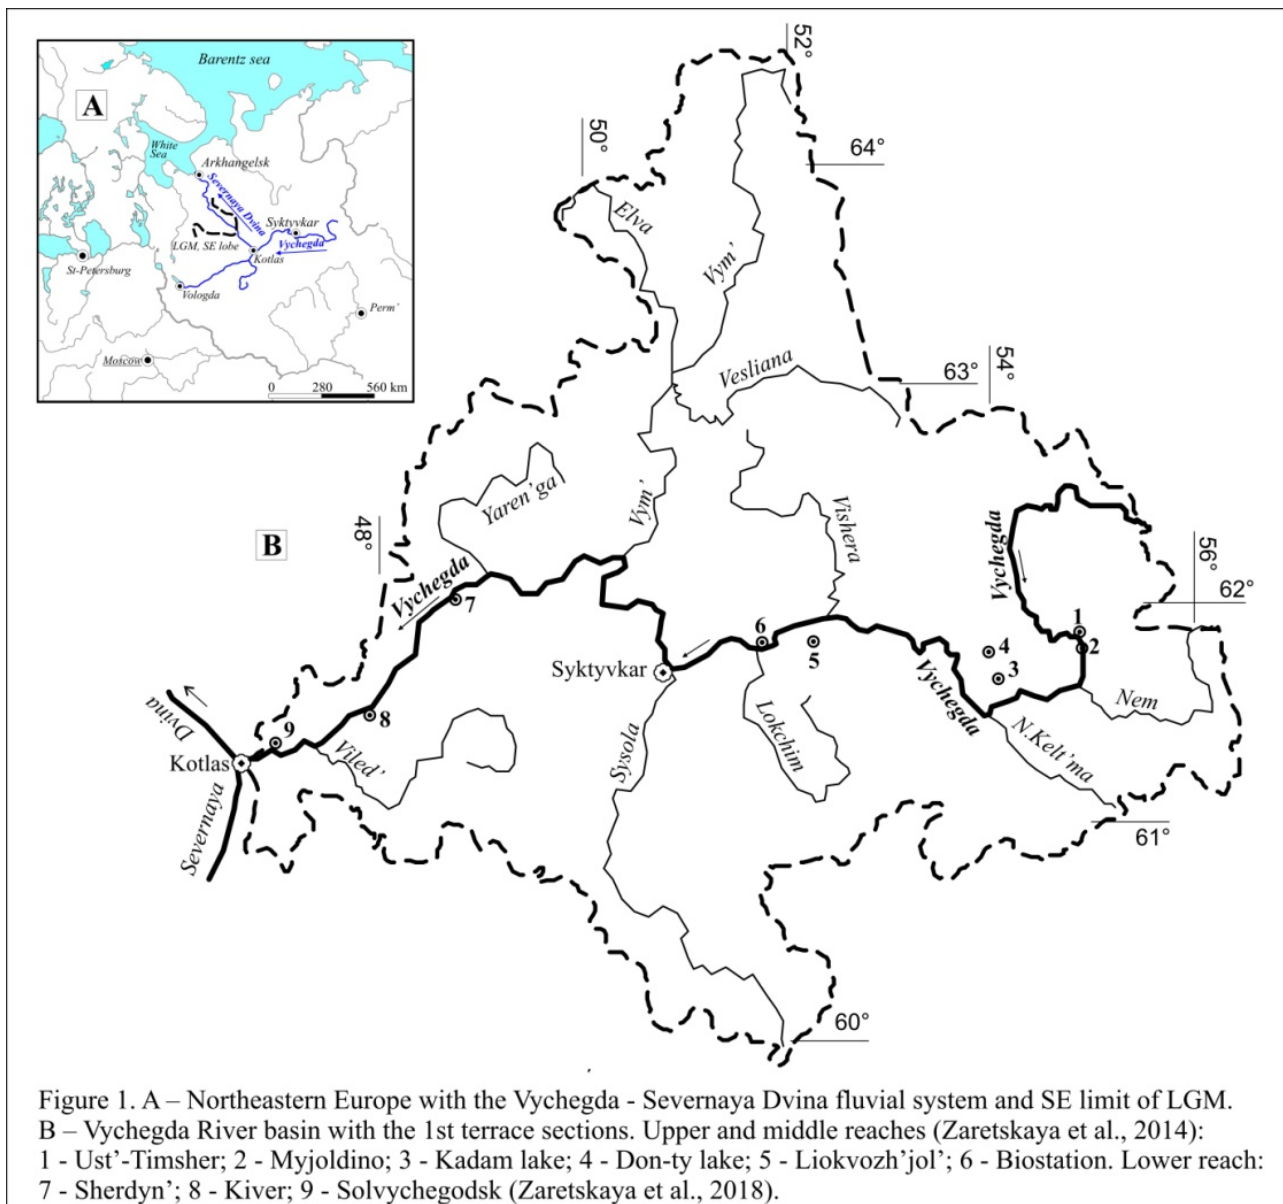 Barentz sea
A
White
Sea
Arkhangelsk
Severnaya Dvina
Syktyvkar
LGM, SE lobe
Vychegda
Kotlas
St-Petersburg
Vologda
Perm'
Moscow
0 280 560 km
52°
50°
64°
Elva
Vym'
Vesliana
63°
54°
Yaren'ga
Vym'
Vishera
B
48°
Vychegda
Vychegda
56°
62°
7
1
6
4
2
5
3
Syktyvkar
Vychegda
Nem
Lokchim
N.Kelt'ma
Dvina
8
9
Kotlas
Viled'
Sysola
Severnaya
61°
60°
Figure 1. A – Northeastern Europe with the Vychegda - Severnaya Dvina fluvial system and SE limit of LGM.
B – Vychegda River basin with the 1st terrace sections. Upper and middle reaches (Zaretskaya et al., 2014):
1 - Ust'-Timsher; 2 - Myjoldino; 3 - Kadam lake; 4 - Don-ty lake; 5 - Liokvozh'jol'; 6 - Biostation. Lower reach:
7 - Sherdyn'; 8 - Kiver; 9 - Solvychegodsk (Zaretskaya et al., 2018).